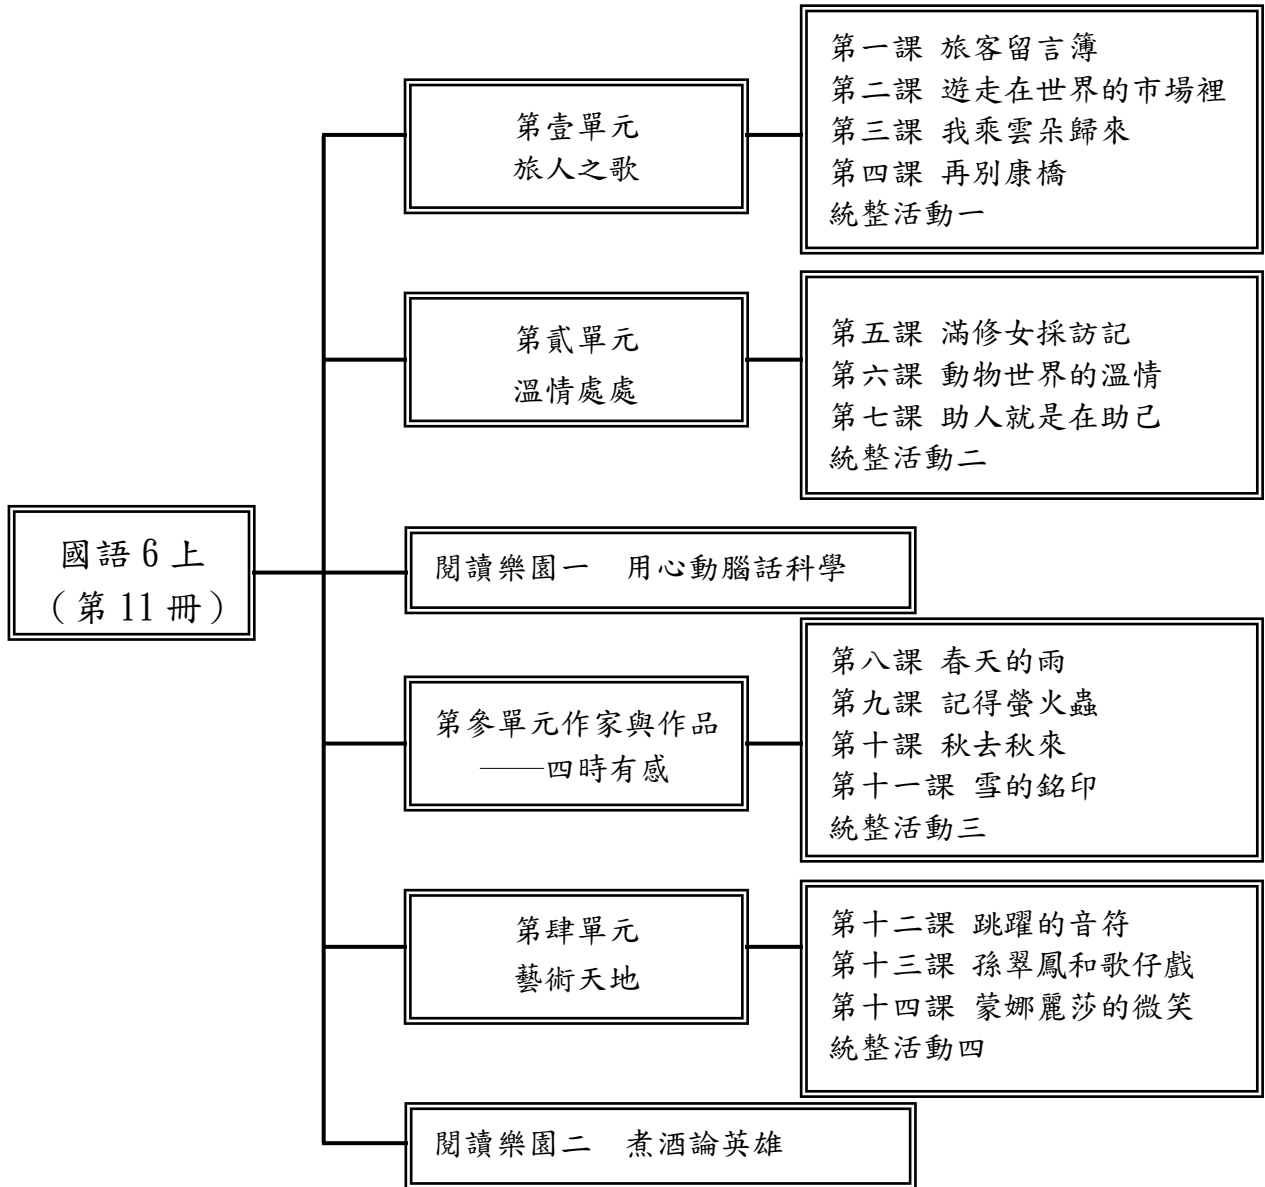 國語 6 上
（第 11 冊）
第壹單元
旅人之歌
第一課 旅客留言簿
第二課 遊走在世界的市場裡
第三課 我乘雲朵歸來
第四課 再別康橋
統整活動一
第貳單元
溫情處處
第五課 滿修女採訪記
第六課 動物世界的溫情
第七課 助人就是在助己
統整活動二
閱讀樂園一　用心動腦話科學
第參單元作家與作品
——四時有感
第八課 春天的雨
第九課 記得螢火蟲
第十課 秋去秋來
第十一課 雪的銘印
統整活動三
第肆單元
藝術天地
第十二課 跳躍的音符
第十三課 孫翠鳳和歌仔戲
第十四課 蒙娜麗莎的微笑
統整活動四
閱讀樂園二　煮酒論英雄